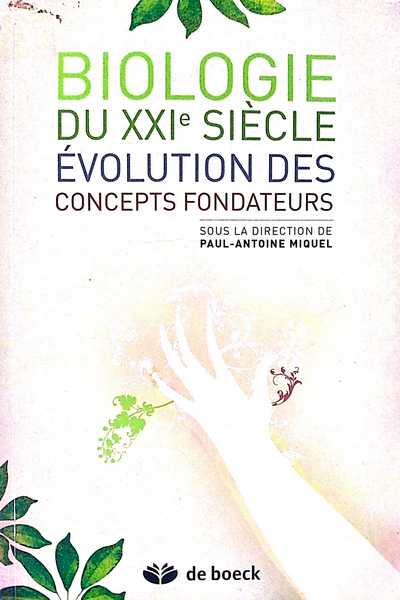 BIOLOGIE
DU XXIe SIÈCLE
ÉVOLUTION DES
CONCEPTS FONDATEURS
SOUS LA DIRECTION DE
PAUL-ANTOINE MIQUEL
de boeck